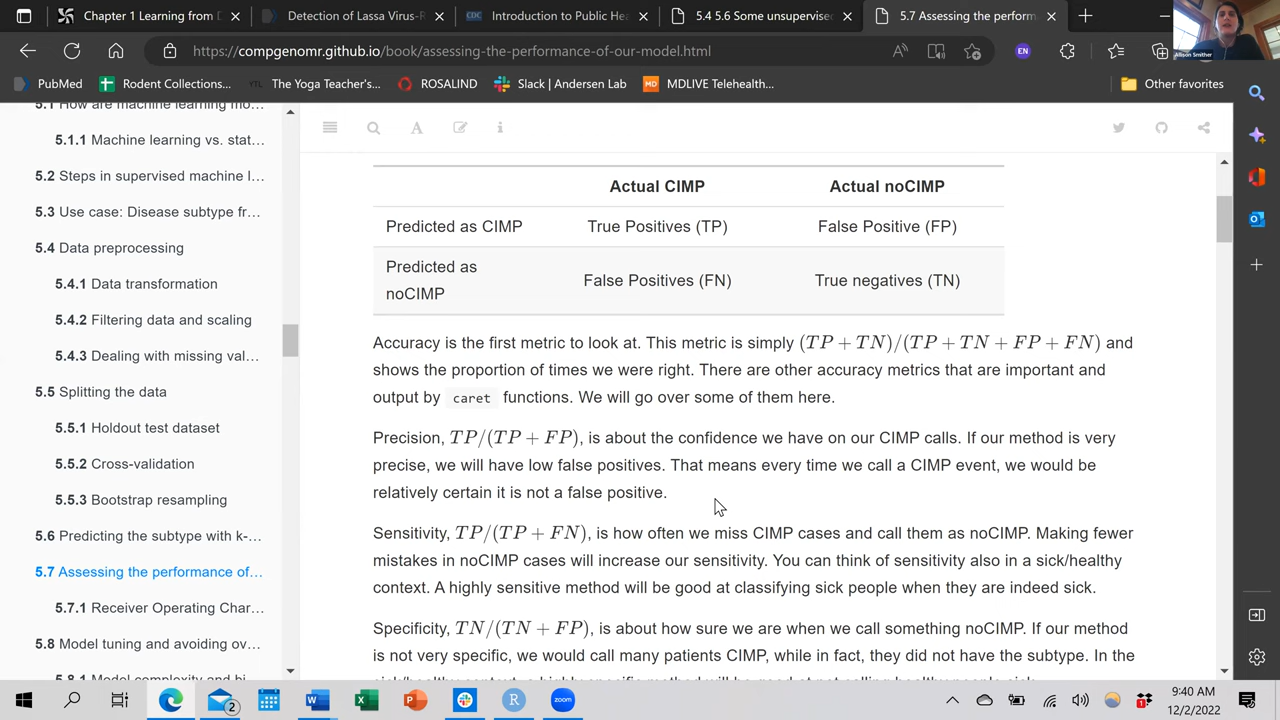 Chapter 1 Learning from D
Detection of Lassa Virus-R
CDC
Introduction to Public He
5.4 5.6 Some unsupervised
5.7 Assessing the perform
Allison Smither
https://compgenomr.github.io/book/assessing-the-performance-of-our-model.html
EN
PubMed
Rodent Collections...
YTL
The Yoga Teacher's...
ROSALIND
Slack | Andersen Lab
MD
MDLIVE Telehealth...
Other favorites
5.1 How are machine learning mo...
5.1.1 Machine learning vs. stat...
5.2 Steps in supervised machine l...
5.3 Use case: Disease subtype fr...
5.4 Data preprocessing
5.4.1 Data transformation
5.4.2 Filtering data and scaling
5.4.3 Dealing with missing val...
5.5 Splitting the data
5.5.1 Holdout test dataset
5.5.2 Cross-validation
5.5.3 Bootstrap resampling
5.6 Predicting the subtype with k-...
5.7 Assessing the performance of...
5.7.1 Receiver Operating Char...
5.8 Model tuning and avoiding ov...
Actual CIMP Actual noCIMP
Predicted as CIMP True Positives (TP) False Positive (FP)
Predicted as
noCIMP False Positives (FN) True negatives (TN)
Accuracy is the first metric to look at. This metric is simply (TP + TN)/(TP + TN + FP + FN) and
shows the proportion of times we were right. There are other accuracy metrics that are important and
output by caret functions. We will go over some of them here.
Precision, TP/(TP + FP), is about the confidence we have on our CIMP calls. If our method is very
precise, we will have low false positives. That means every time we call a CIMP event, we would be
relatively certain it is not a false positive.
Sensitivity, TP/(TP + FN), is how often we miss CIMP cases and call them as noCIMP. Making fewer
mistakes in noCIMP cases will increase our sensitivity. You can think of sensitivity also in a sick/healthy
context. A highly sensitive method will be good at classifying sick people when they are indeed sick.
Specificity, TN/(TN + FP), is about how sure we are when we call something noCIMP. If our method
is not very specific, we would call many patients CIMP, while in fact, they did not have the subtype. In the
2
9:40 AM
12/2/2022